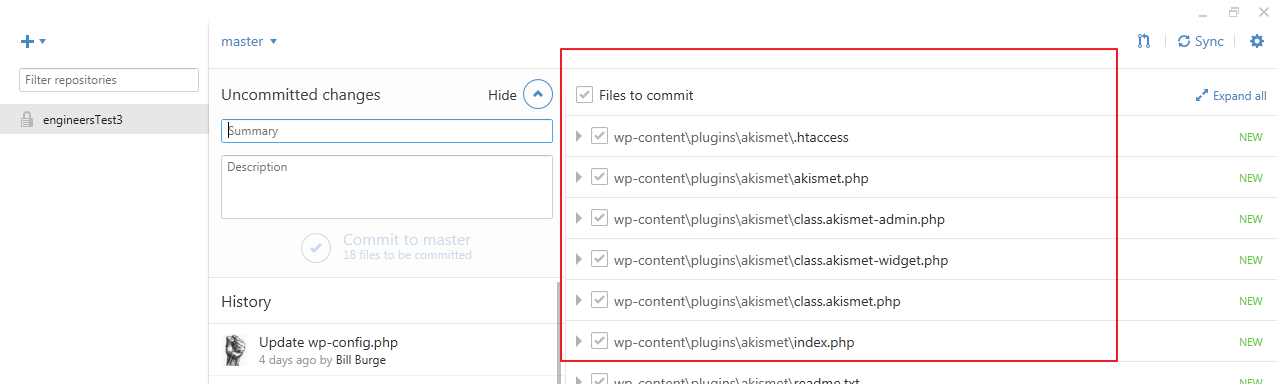 master
Sync
Filter repositories
engineersTest3
Uncommitted changes
Hide
Summary
Description
Commit to master
18 files to be committed
History
Update wp-config.php
4 days ago by Bill Burge
Files to commit
Expand all
wp-content\plugins\akismet\.htaccess NEW
wp-content\plugins\akismet\akismet.php NEW
wp-content\plugins\akismet\class.akismet-admin.php NEW
wp-content\plugins\akismet\class.akismet-widget.php NEW
wp-content\plugins\akismet\class.akismet.php NEW
wp-content\plugins\akismet\index.php NEW
wp-content\plugins\akismet\readme.txt NEW